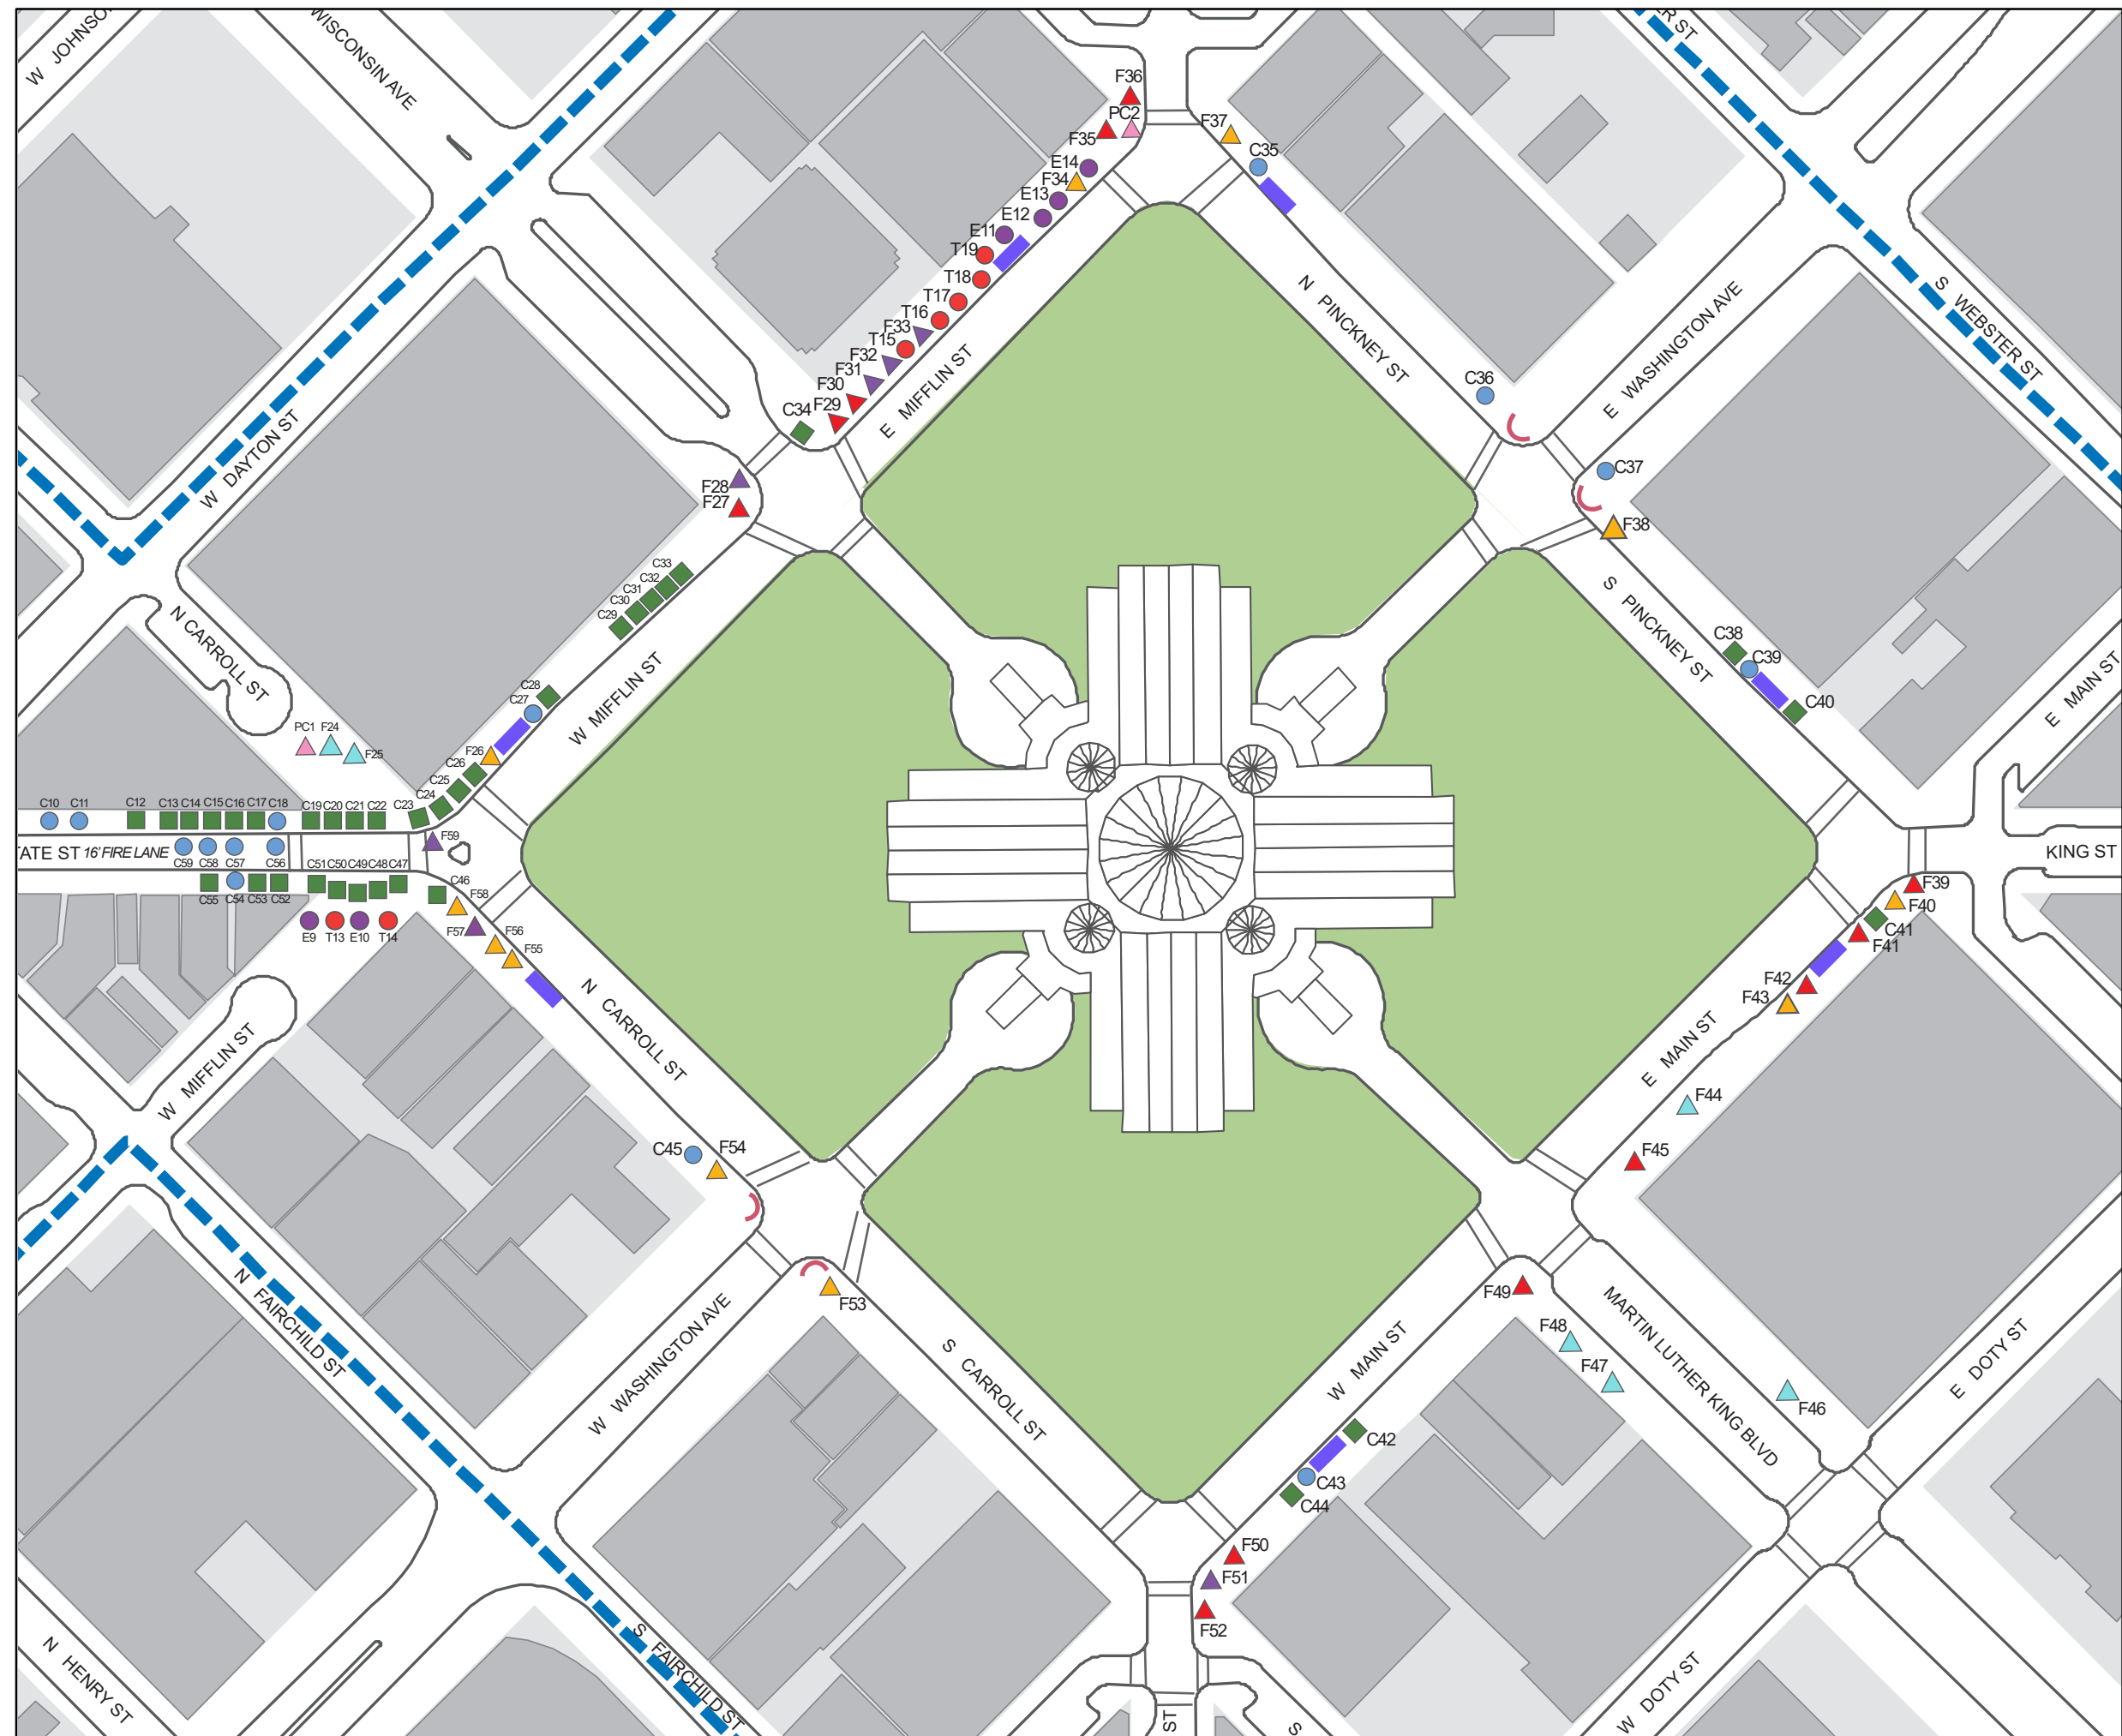 W JOHNSO
WISCONSIN AVE
ER ST
F36
PC2
F35
F37
C35
E14
F34
E13
E12
E11
T19
T18
T17
T16
F33
T15
F32
F31
F30
F29
C34
E MIFFLIN ST
N PINCKNEY ST
S WEBSTER ST
E WASHINGTON AVE
C36
C37
F38
W DAYTON ST
F28
F27
C33
C32
C31
C30
C29
S PINCKNEY ST
N CARROLL ST
C28
C27
W MIFFLIN ST
C38
C39
C40
E MAIN ST
PC1
F24
F25
F26
C26
C25
C24
C23
C10
C11
C12
C13
C14
C15
C16
C17
C18
C19
C20
C21
C22
F59
ATE ST
16' FIRE LANE
C59
C58
C57
C56
KING ST
C51
C50
C49
C48
C47
C46
C55
C54
C53
C52
F58
F57
F56
F55
E9
T13
E10
T14
F39
F40
C41
F41
F42
F43
N CARROLL ST
W MIFFLIN ST
E MAIN ST
F44
F45
C45
F54
F53
N FAIRCHILD ST
W WASHINGTON AVE
S CARROLL ST
W MAIN ST
F49
F48
F47
F46
MARTIN LUTHER KING BLVD
E DOTY ST
C42
C43
C44
F50
F51
F52
N HENRY ST
S FAIRCHILD ST
ST
S
W DOTY ST